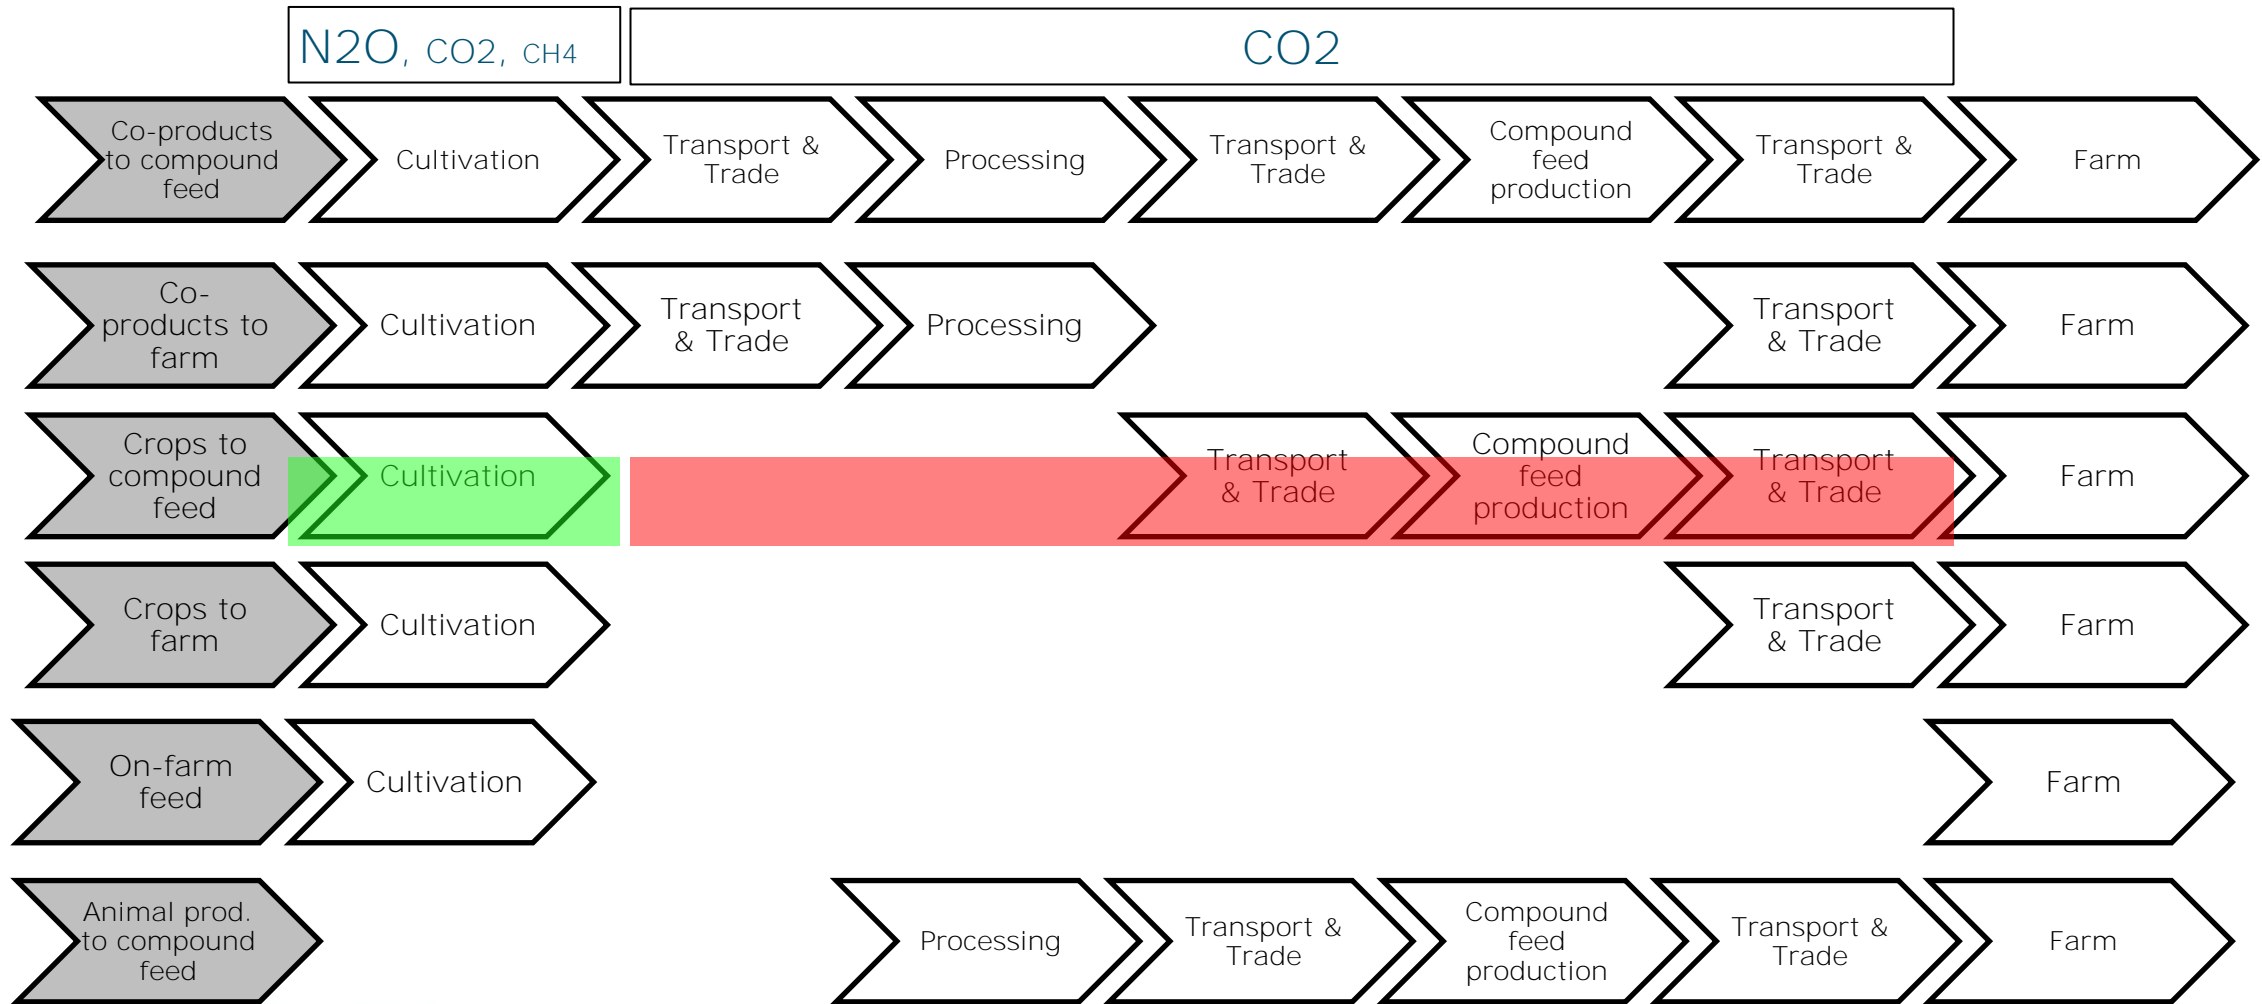 N2O, CO2, CH4
CO2
Co-products
to compound
feed
Cultivation
Transport &
Trade
Processing
Transport &
Trade
Compound
feed
production
Transport &
Trade
Farm
Co-
products to
farm
Cultivation
Transport
& Trade
Processing
Transport
& Trade
Farm
Crops to
compound
feed
Cultivation
Transport
& Trade
Compound
feed
production
Transport
& Trade
Farm
Crops to
farm
Cultivation
Transport
& Trade
Farm
On-farm
feed
Cultivation
Farm
Animal prod.
to compound
feed
Processing
Transport &
Trade
Compound
feed
production
Transport &
Trade
Farm